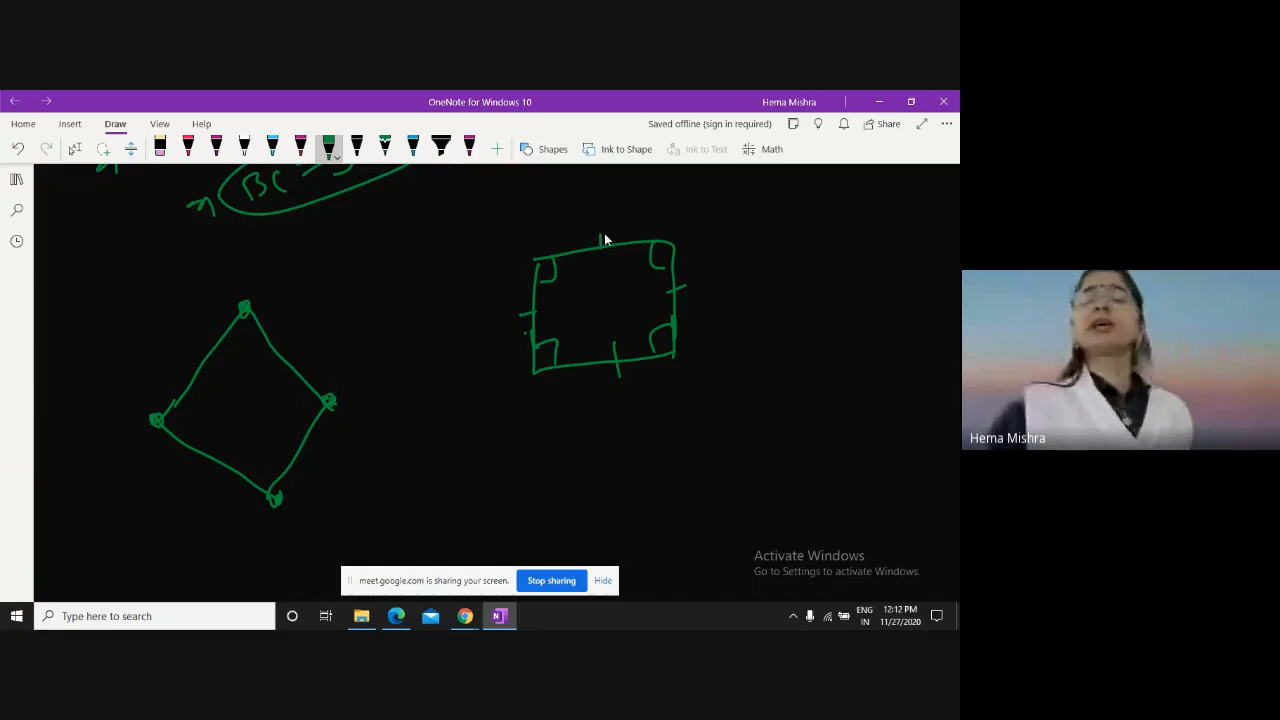 OneNote for Windows 10
Hema Mishra
Home Insert Draw View Help
Saved offline (sign in required)
Share
Shapes
Ink to Shape
Ink to Text
Math
BC
Hema Mishra
Activate Windows
Go to Settings to activate Windows.
meet.google.com is sharing your screen.
Stop sharing
Hide
Type here to search
ENG
IN
12:12 PM
11/27/2020